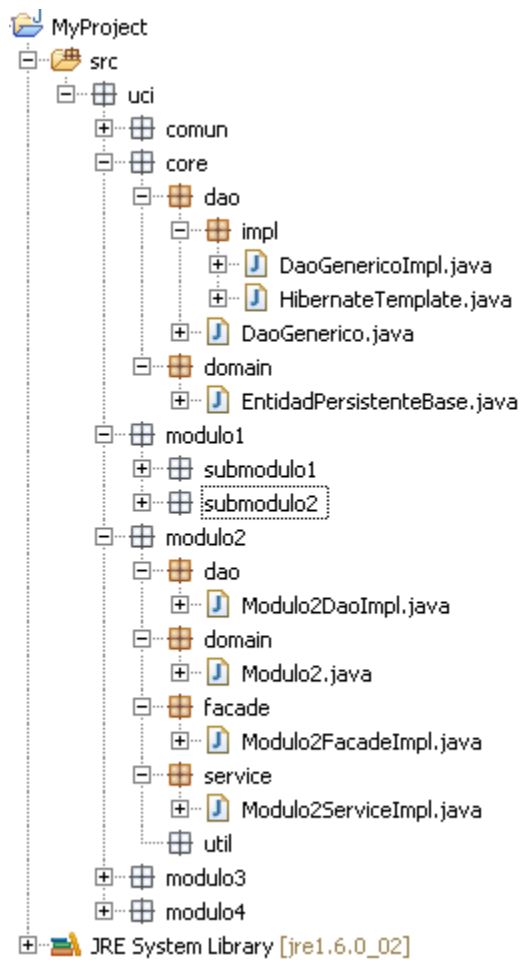 MyProject
src
uci
comun
core
dao
impl
DaoGenericoImpl.java
HibernateTemplate.java
DaoGenerico.java
domain
EntidadPersistenteBase.java
modulo1
submodulo1
submodulo2
modulo2
dao
Modulo2DaoImpl.java
domain
Modulo2.java
facade
Modulo2FacadeImpl.java
service
Modulo2ServiceImpl.java
util
modulo3
modulo4
JRE System Library [jre1.6.0_02]